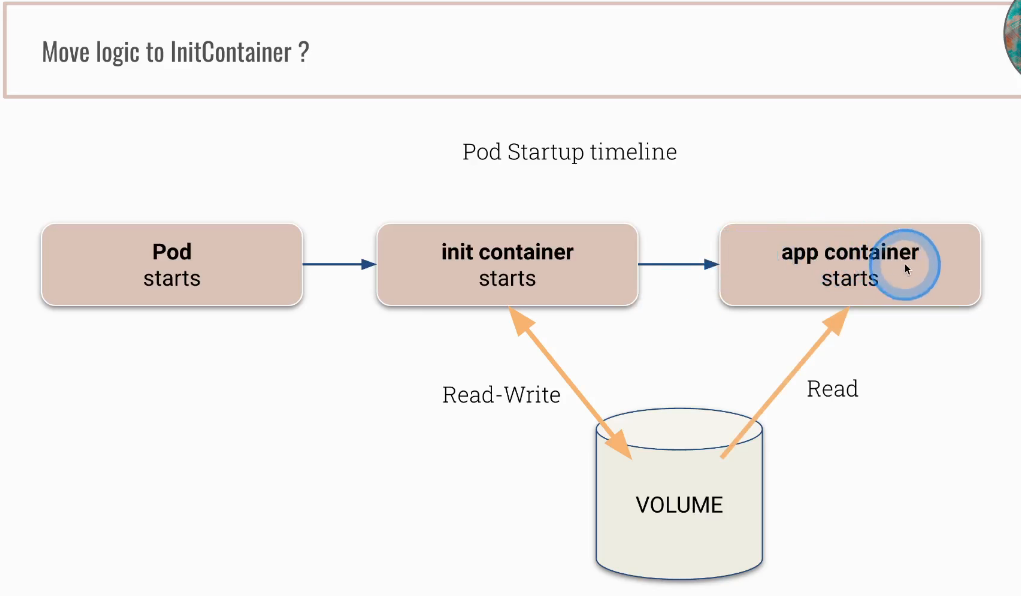 Move logic to InitContainer ?
Pod Startup timeline
Pod
starts
init container
starts
app container
starts
Read-Write
Read
VOLUME